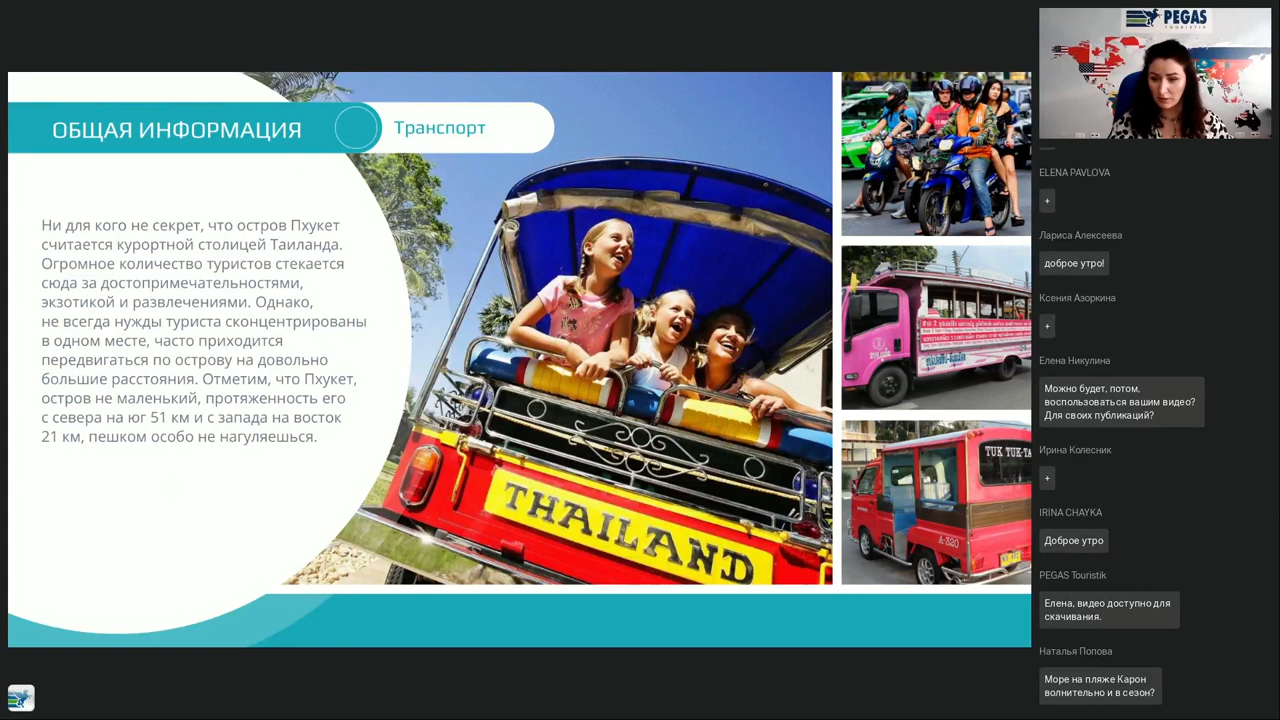 ОБЩАЯ ИНФОРМАЦИЯ
Транспорт
Ни для кого не секрет, что остров Пхукет
считается курортной столицей Таиланда.
Огромное количество туристов стекается
сюда за достопримечательностями,
экзотикой и развлечениями. Однако,
не всегда нужды туриста сконцентрированы
в одном месте, часто приходится
передвигаться по острову на довольно
большие расстояния. Отметим, что Пхукет,
остров не маленький, протяженность его
с севера на юг 51 км и с запада на восток
21 км, пешком особо не нагуляешься.
THAILAND
TUK TUK-TA
A-320
PEGAS
TOURISTIK
ELENA PAVLOVA
+
Лариса Алексеева
доброе утро!
Ксения Азоркина
+
Елена Никулина
Можно будет, потом,
воспользоваться вашим видео?
Для своих публикаций?
Ирина Колесник
+
IRINA CHAYKA
Доброе утро
PEGAS Touristik
Елена, видео доступно для
скачивания.
Наталья Попова
Море на пляже Карон
волнительно и в сезон?